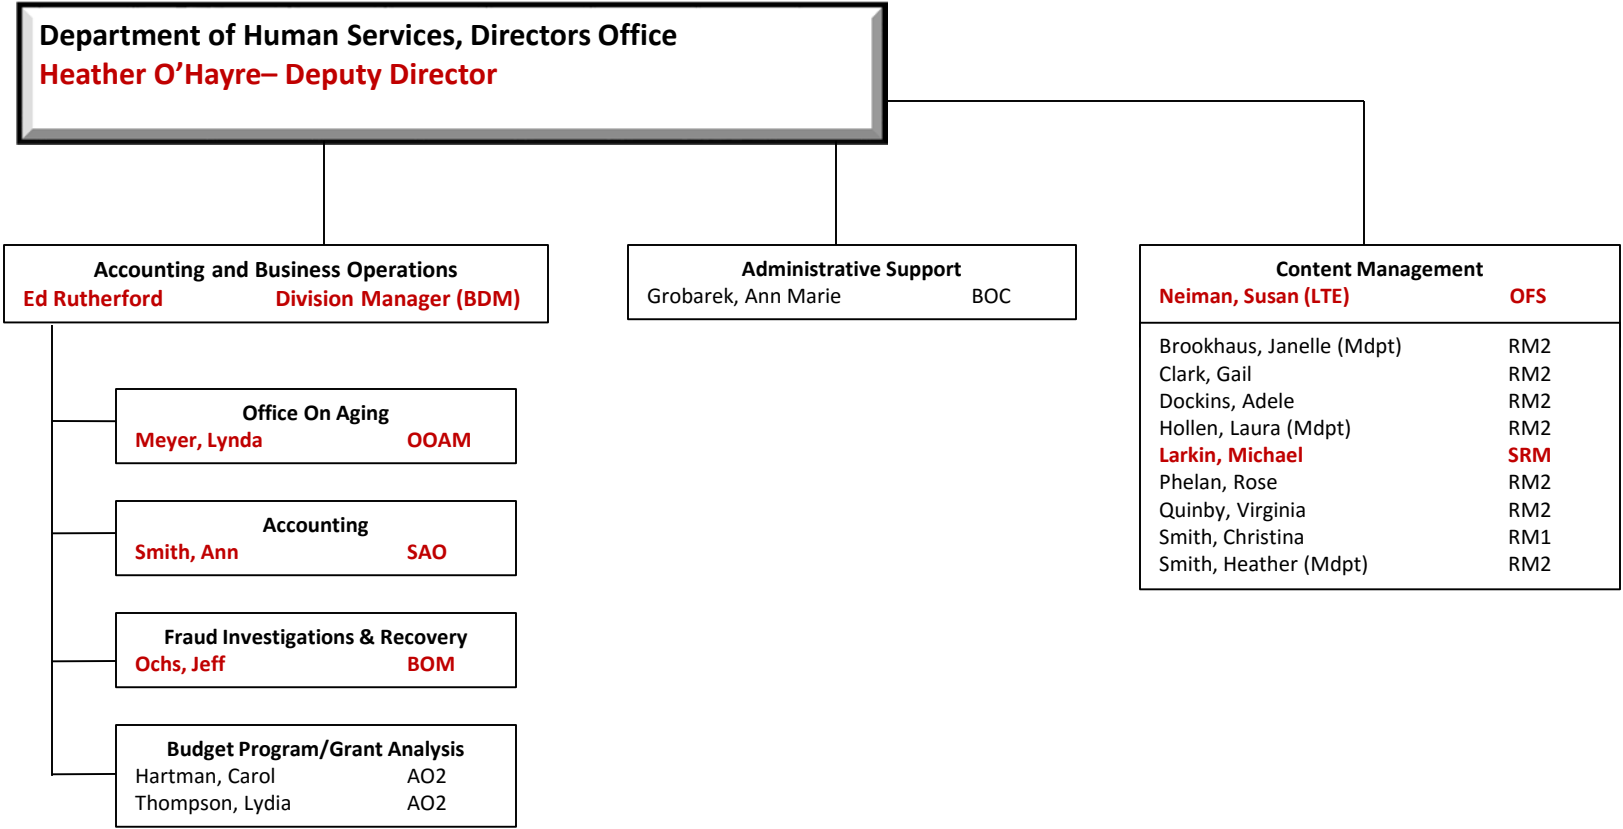 Department of Human Services, Directors Office
Heather O’Hayre– Deputy Director
Accounting and Business Operations
Ed Rutherford Division Manager (BDM)
Office On Aging
Meyer, Lynda OOAM
Accounting
Smith, Ann SAO
Fraud Investigations & Recovery
Ochs, Jeff BOM
Budget Program/Grant Analysis
Hartman, Carol AO2
Thompson, Lydia AO2
Administrative Support
Grobarek, Ann Marie BOC
Content Management
Neiman, Susan (LTE) OFS
Brookhaus, Janelle (Mdpt) RM2
Clark, Gail RM2
Dockins, Adele RM2
Hollen, Laura (Mdpt) RM2
Larkin, Michael SRM
Phelan, Rose RM2
Quinby, Virginia RM2
Smith, Christina RM1
Smith, Heather (Mdpt) RM2